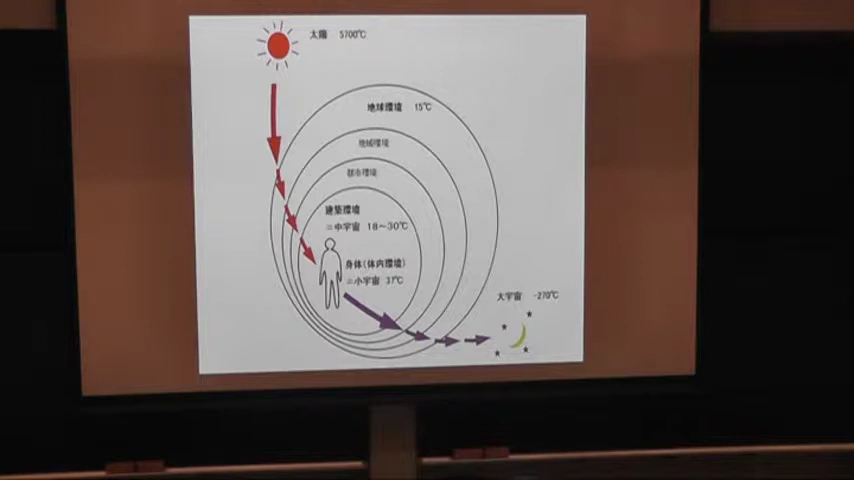 太陽 5700℃
地球環境 15℃
地域環境
都市環境
建築環境
=中宇宙 18~30℃
身体(体内環境)
=小宇宙 37℃
大宇宙 -270℃